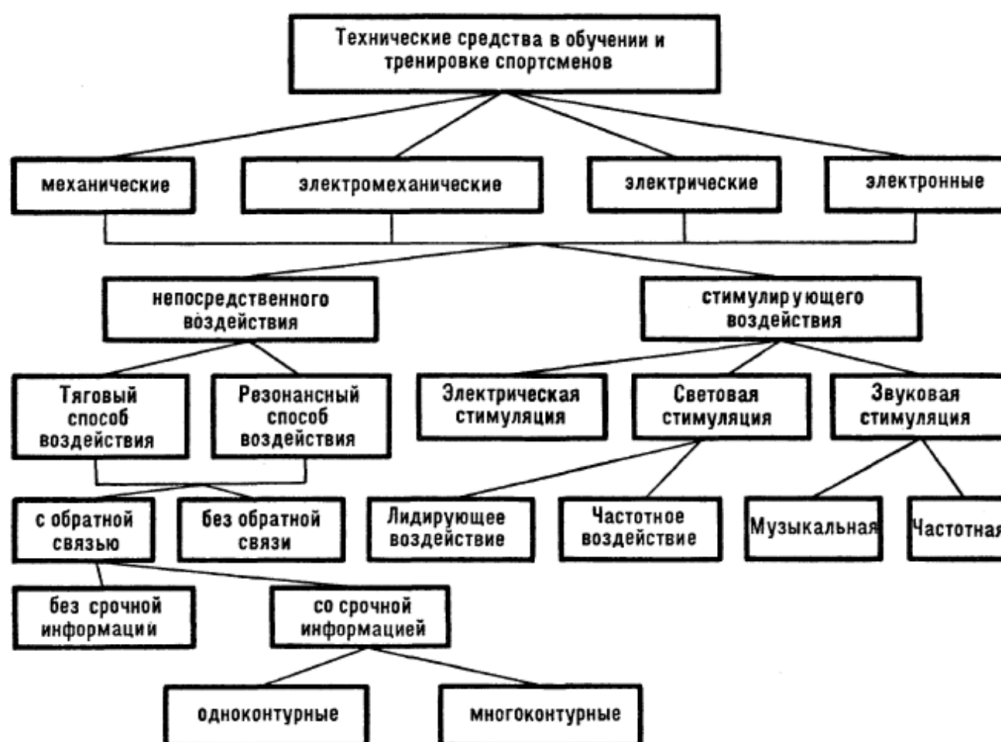 Технические средства в обучении и
тренировке спортсменов
механические
электромеханические
электрические
электронные
непосредственного
воздействия
стимулирующего
воздействия
Тяговый
способ
воздействия
Резонансный
способ
воздействия
Электрическая
стимуляция
Световая
стимуляция
Звуковая
стимуляция
с обратной
связью
без обратной
связи
Лидирующее
воздействие
Частотное
воздействие
Музыкальная
Частотная
без срочной
информаций
со срочной
информацией
одноконтурные
многоконтурные